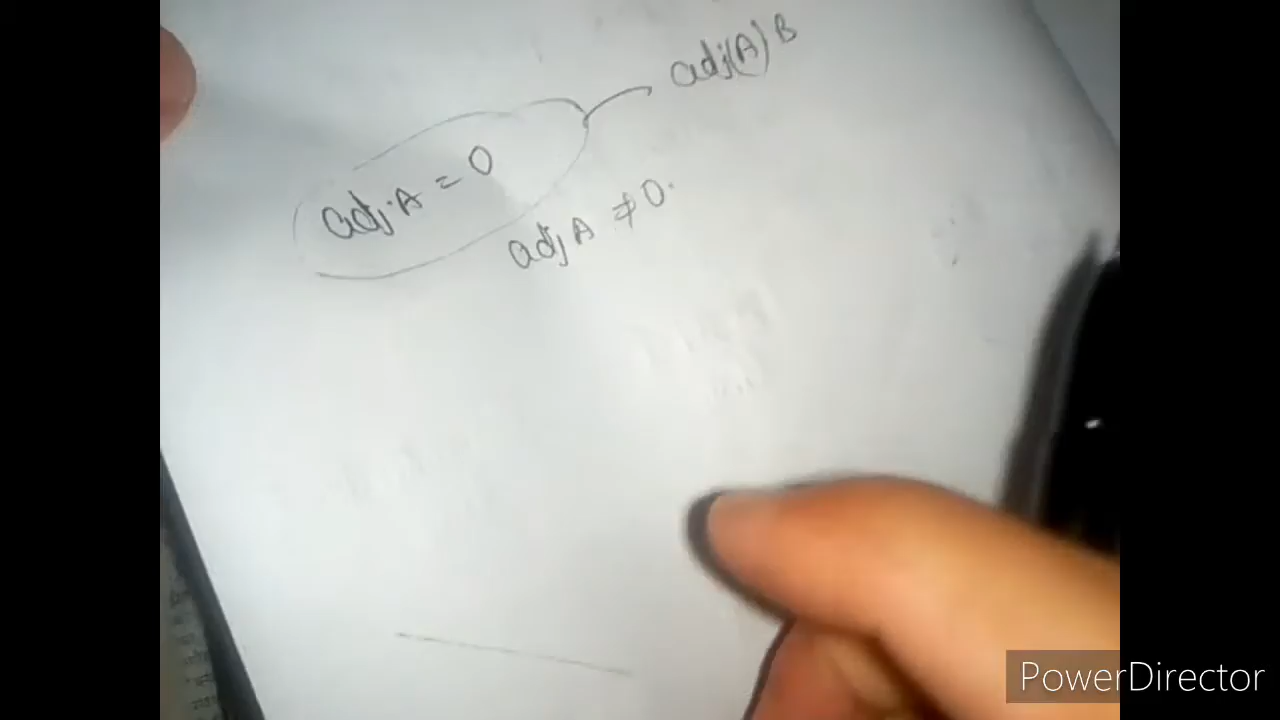 adj(A) B
adj.A = 0
adj A ≠ 0.
PowerDirector